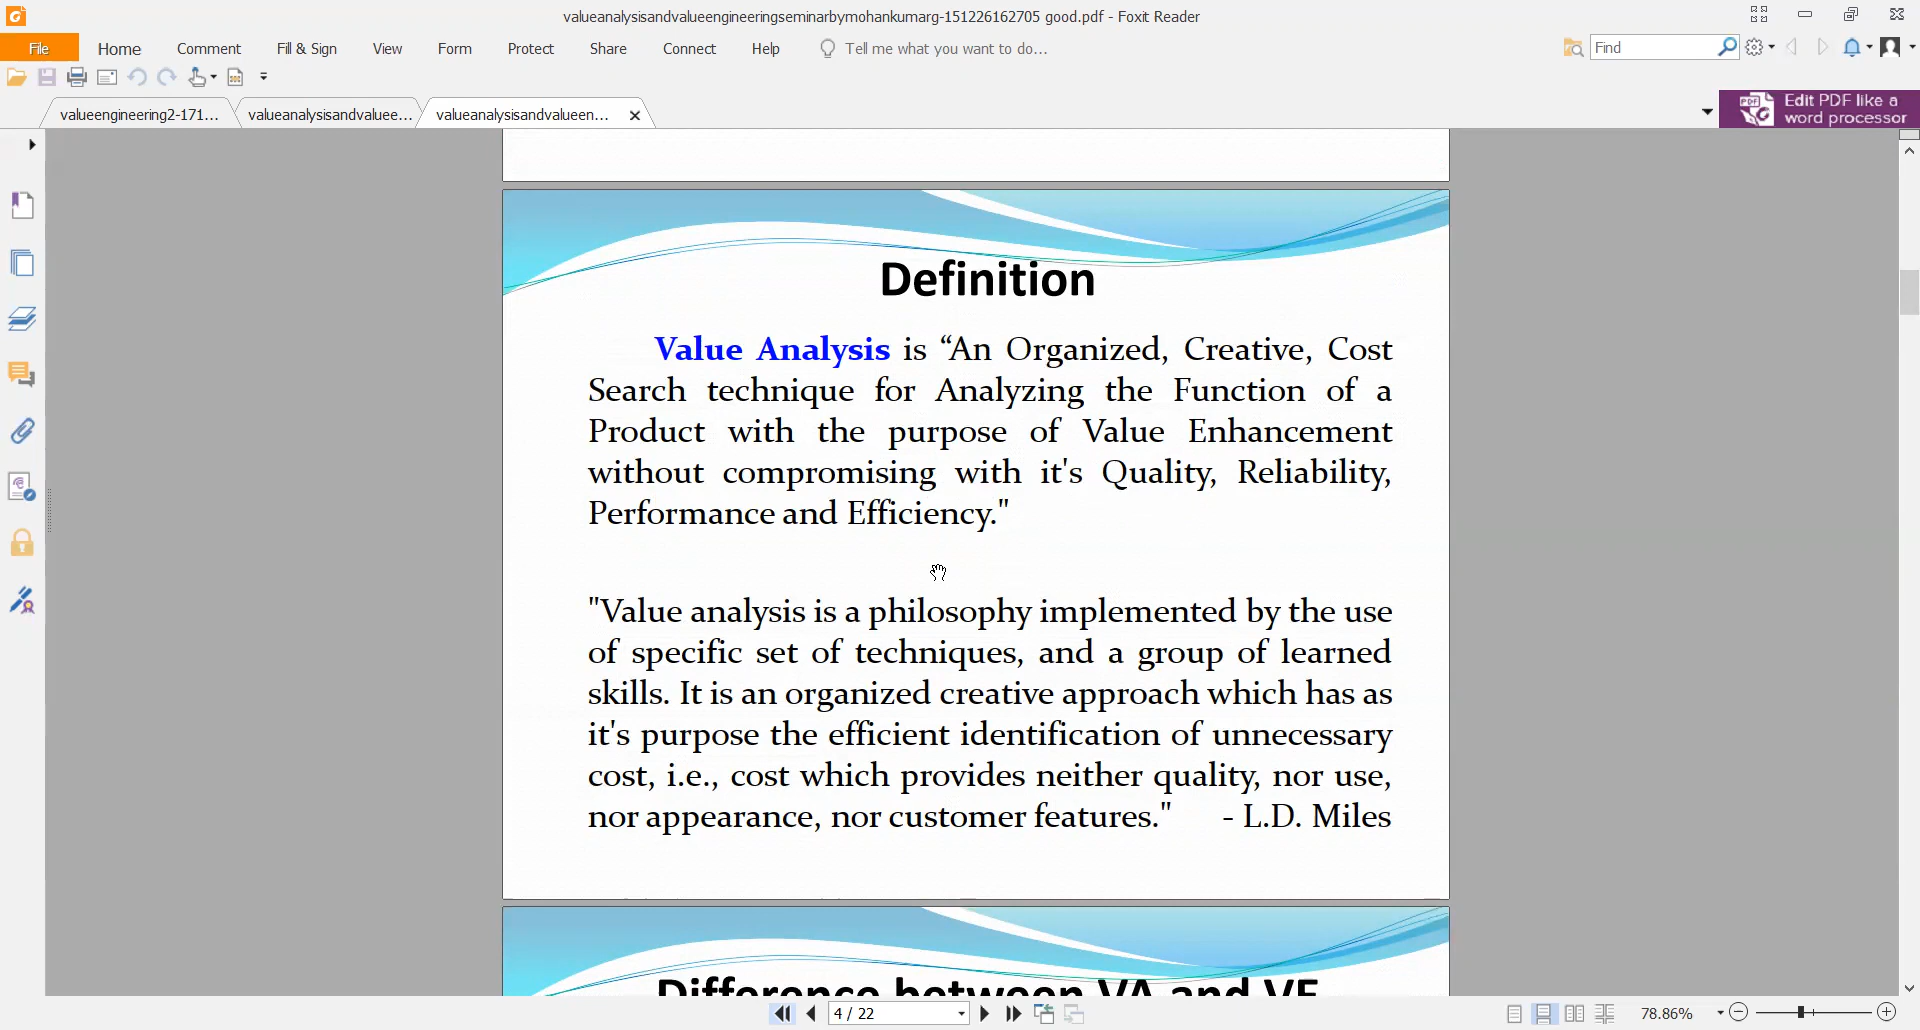 valueanalysisandvalueengineeringseminarbymohankumarg-151226162705 good.pdf - Foxit Reader
File Home Comment Fill & Sign View Form Protect Share Connect Help Tell me what you want to do... Find
valueengineering2-171... valueanalysisandvaluee... valueanalysisandvalueen...
Edit PDF like a
word processor
Definition
Value Analysis is “An Organized, Creative, Cost
Search technique for Analyzing the Function of a
Product with the purpose of Value Enhancement
without compromising with it's Quality, Reliability,
Performance and Efficiency."
"Value analysis is a philosophy implemented by the use
of specific set of techniques, and a group of learned
skills. It is an organized creative approach which has as
it's purpose the efficient identification of unnecessary
cost, i.e., cost which provides neither quality, nor use,
nor appearance, nor customer features." - L.D. Miles
Difference between VA and VE
4 / 22
78.86%